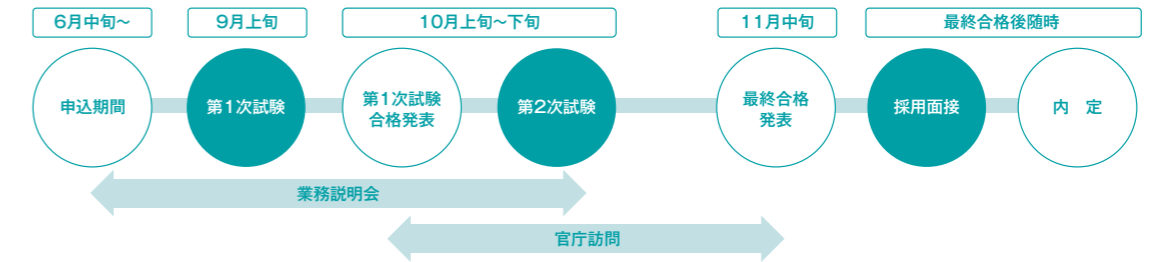 6月中旬〜
9月上旬
10月上旬〜下旬
11月中旬
最終合格後随時
申込期間
第1次試験
第1次試験
合格発表
第2次試験
最終合格
発表
採用面接
内　定
業務説明会
官庁訪問